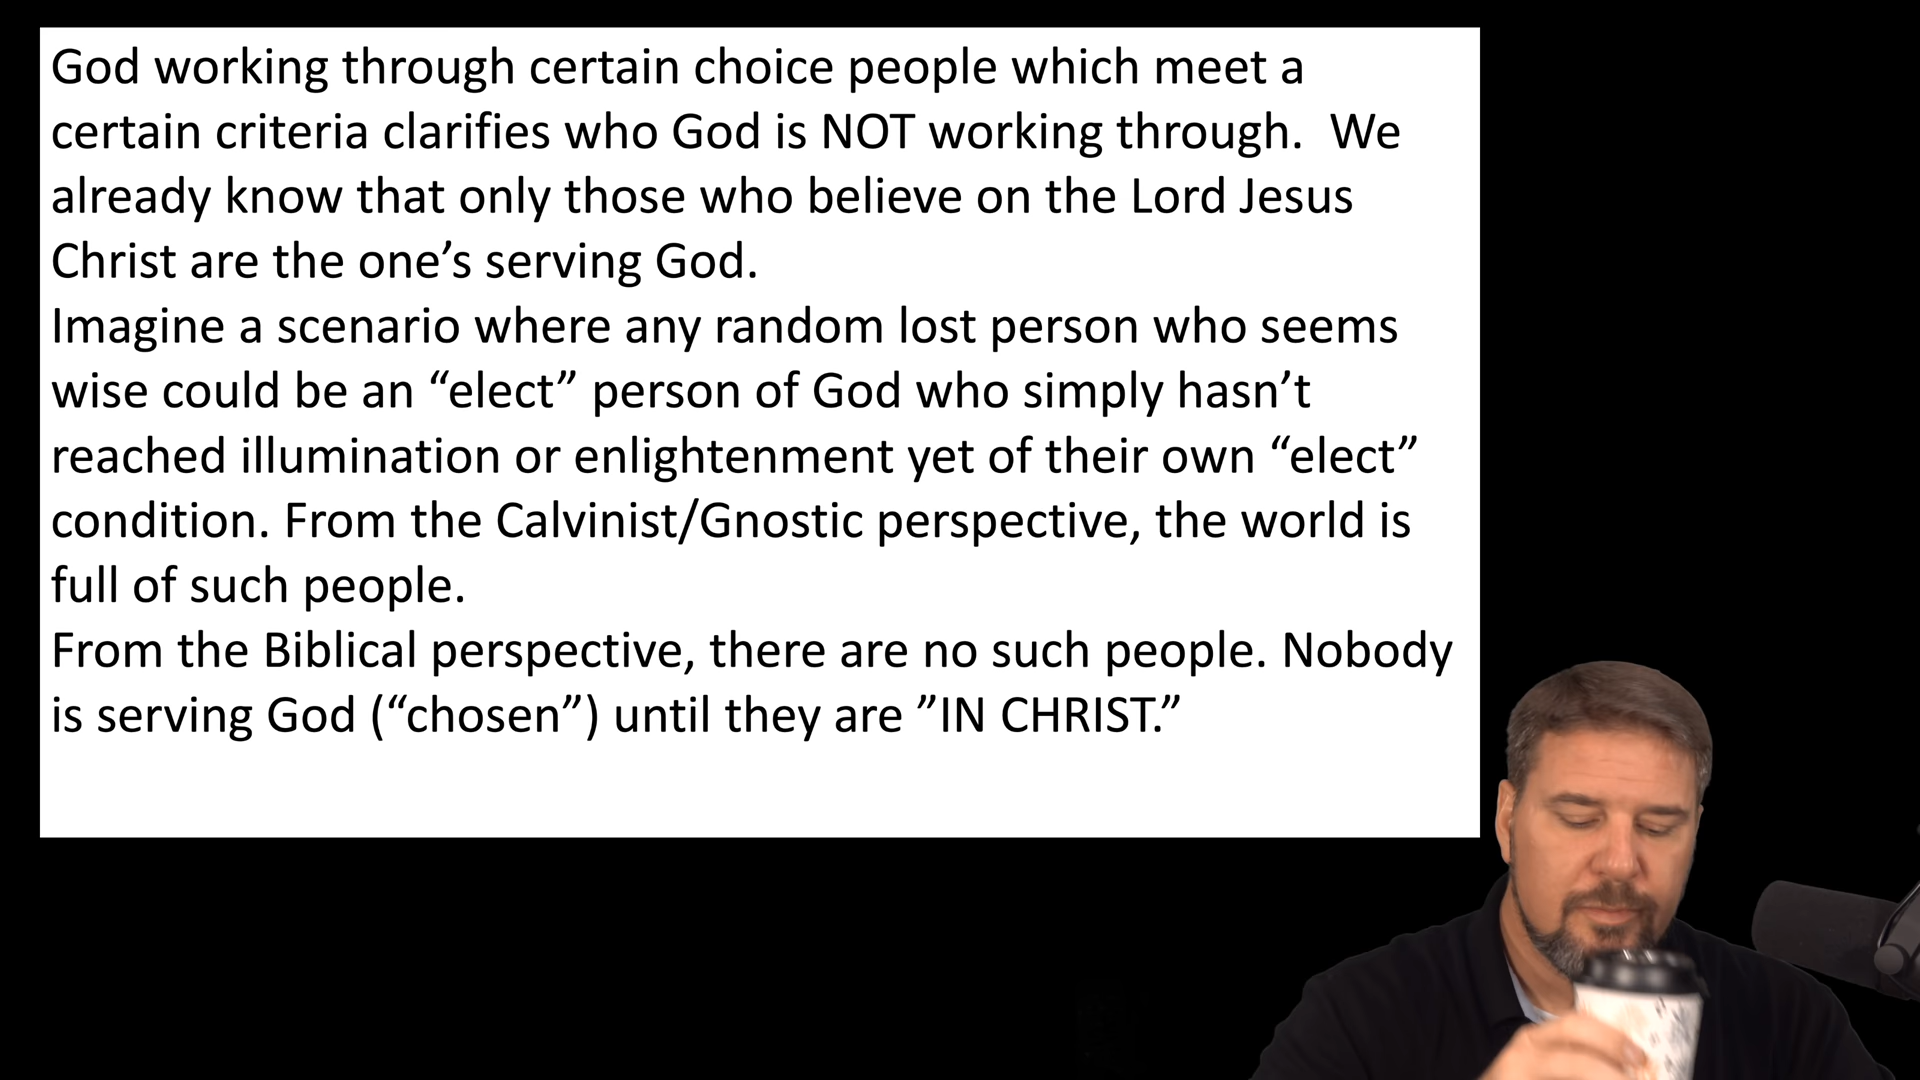 God working through certain choice people which meet a
certain criteria clarifies who God is NOT working through.  We
already know that only those who believe on the Lord Jesus
Christ are the one’s serving God.
Imagine a scenario where any random lost person who seems
wise could be an “elect” person of God who simply hasn’t
reached illumination or enlightenment yet of their own “elect”
condition. From the Calvinist/Gnostic perspective, the world is
full of such people.
From the Biblical perspective, there are no such people. Nobody
is serving God (“chosen”) until they are ”IN CHRIST.”